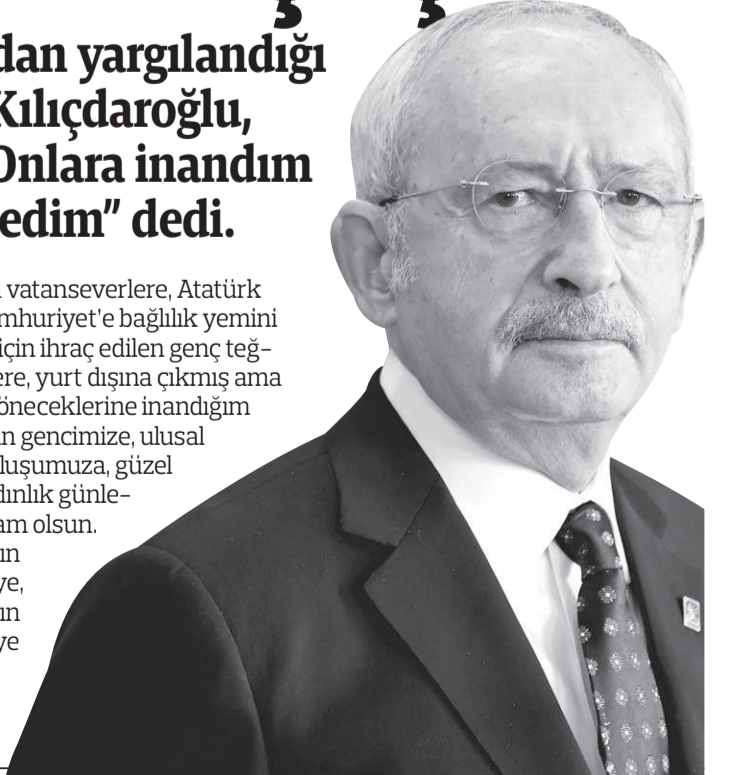 dan yargılandığı
Kılıçdaroğlu,
Onlara inandım
edim” dedi.
vatanseverlere, Atatürk
mhuriyet’e bağlılık yemini
için ihraç edilen genç teğ-
ere, yurt dışına çıkmış ama
öneceklerine inandığım
n gencimize, ulusal
luşumuza, güzel
dınlık günle-
am olsun.
ın
ye,
ın
ye